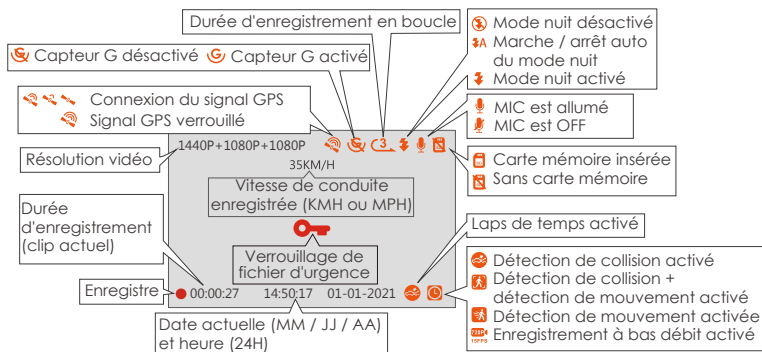 Durée d'enregistrement en boucle
Mode nuit désactivé
A Marche / arrêt auto
du mode nuit
Mode nuit activé
G Capteur G désactivé G Capteur G activé
Connexion du signal GPS
Signal GPS verrouillé
MIC est allumé
MIC est OFF
1440P+1080P+1080P
G
3
Résolution vidéo
Carte mémoire insérée
Sans carte mémoire
35KM/H
Vitesse de conduite
enregistrée (KMH ou MPH)
Durée
d'enregistrement
(clip actuel)
Laps de temps activé
Verrouillage de
fichier d'urgence
Détection de collision activé
Détection de collision +
détection de mouvement activé
Détection de mouvement activée
720P
15FPS
Enregistrement à bas débit activé
Enregistre
00:00:27 14:50:17 01-01-2021
Date actuelle (MM / JJ / AA)
et heure (24H)